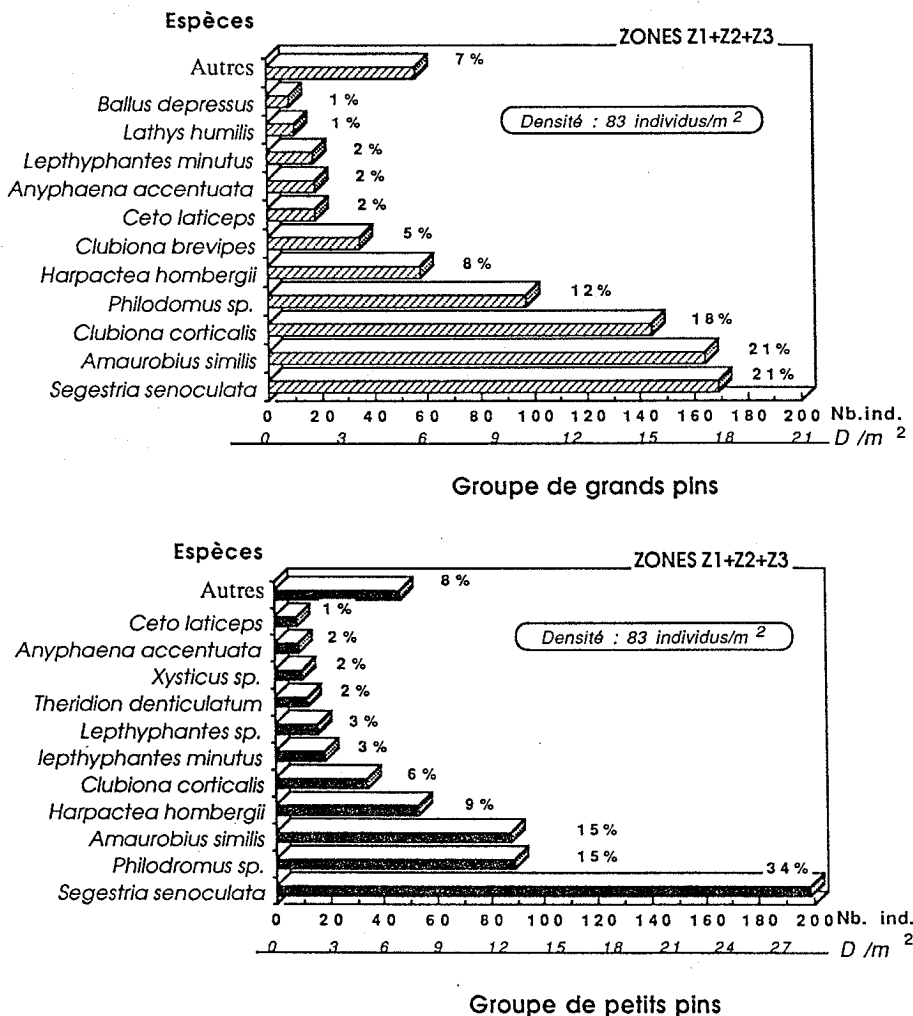 Espèces
ZONES Z1+Z2+Z3
Autres 7 %
Densité : 83 individus/m 2
Ballus depressus 1 %
Lathys humilis 1 %
Lepthyphantes minutus 2 %
Anyphaena accentuata 2 %
Ceto laticeps 2 %
Clubiona brevipes 5 %
Harpactea hombergii 8 %
Philodomus sp. 12 %
Clubiona corticalis 18 %
Amaurobius similis 21 %
Segestria senoculata 21 %
0 20 40 60 80 100 120 140 160 180 200 Nb.ind.
0 3 6 9 12 15 18 21 D /m 2
Groupe de grands pins
Espèces
ZONES Z1+Z2+Z3
Autres 8 %
Ceto laticeps 1 %
Densité : 83 individus/m 2
Anyphaena accentuata 2 %
Xysticus sp. 2 %
Theridion denticulatum 2 %
Lepthyphantes sp. 3 %
lepthyphantes minutus 3 %
Clubiona corticalis 6 %
Harpactea hombergii 9 %
Amaurobius similis 15 %
Philodromus sp. 15 %
Segestria senoculata 34 %
0 20 40 60 80 100 120 140 160 180 200 Nb. ind.
0 3 6 9 12 15 18 21 24 27 D /m 2
Groupe de petits pins